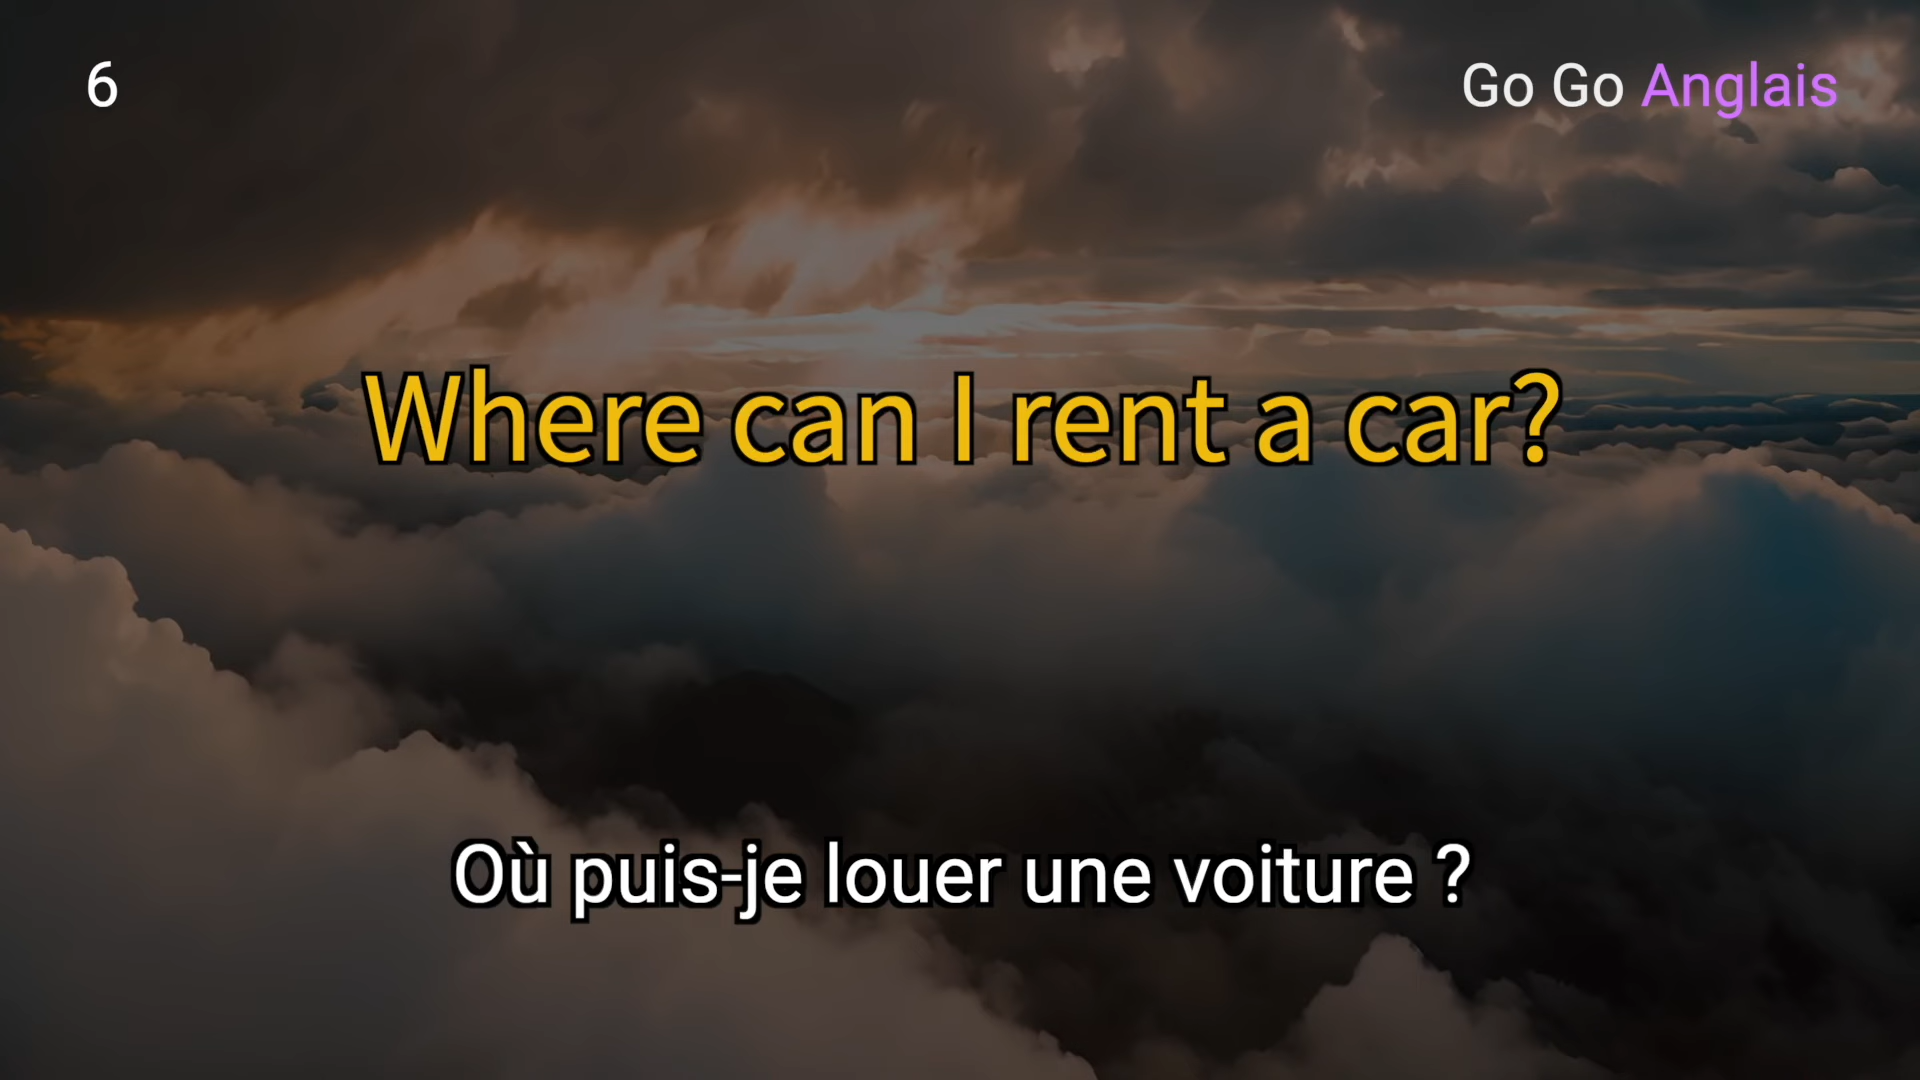 6
Go Go Anglais
Where can I rent a car?
Où puis-je louer une voiture ?